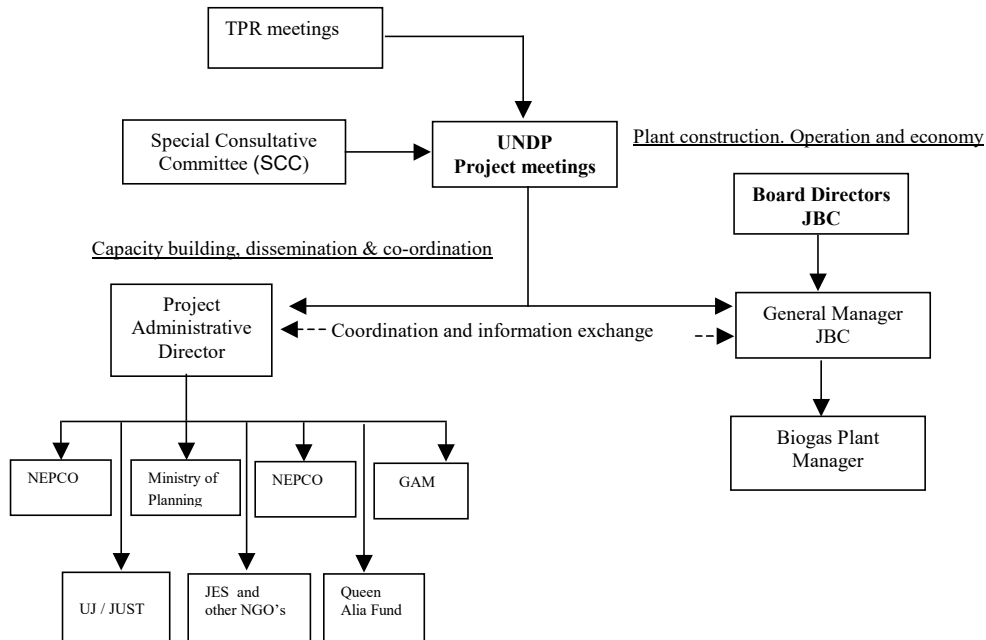 TPR meetings
Special Consultative
Committee (SCC)
UNDP
Project meetings
Plant construction. Operation and economy
Board Directors
JBC
Capacity building, dissemination & co-ordination
Project
Administrative
Director
Coordination and information exchange
General Manager
JBC
Biogas Plant
Manager
NEPCO
Ministry of
Planning
NEPCO
GAM
UJ / JUST
JES and
other NGO's
Queen
Alia Fund